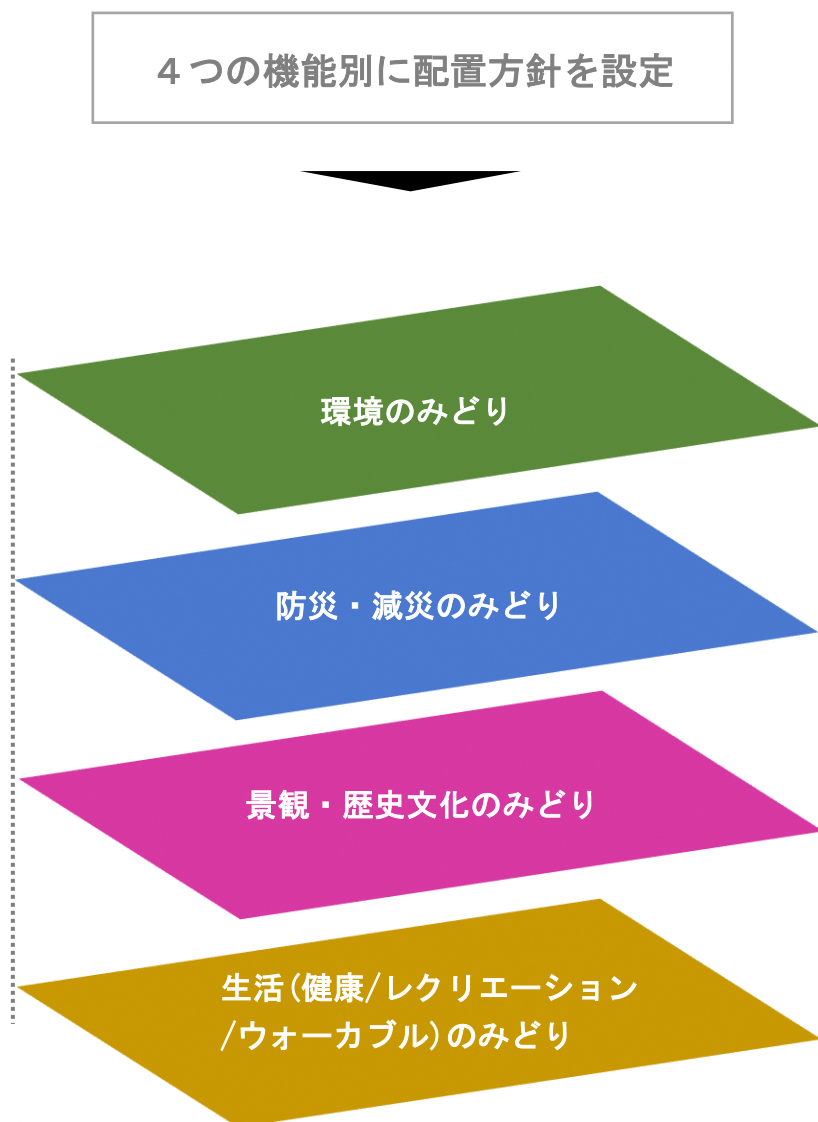 ４つの機能別に配置方針を設定
環境のみどり
防災・減災のみどり
景観・歴史文化のみどり
生活(健康/レクリエーション
/ウォーカブル)のみどり